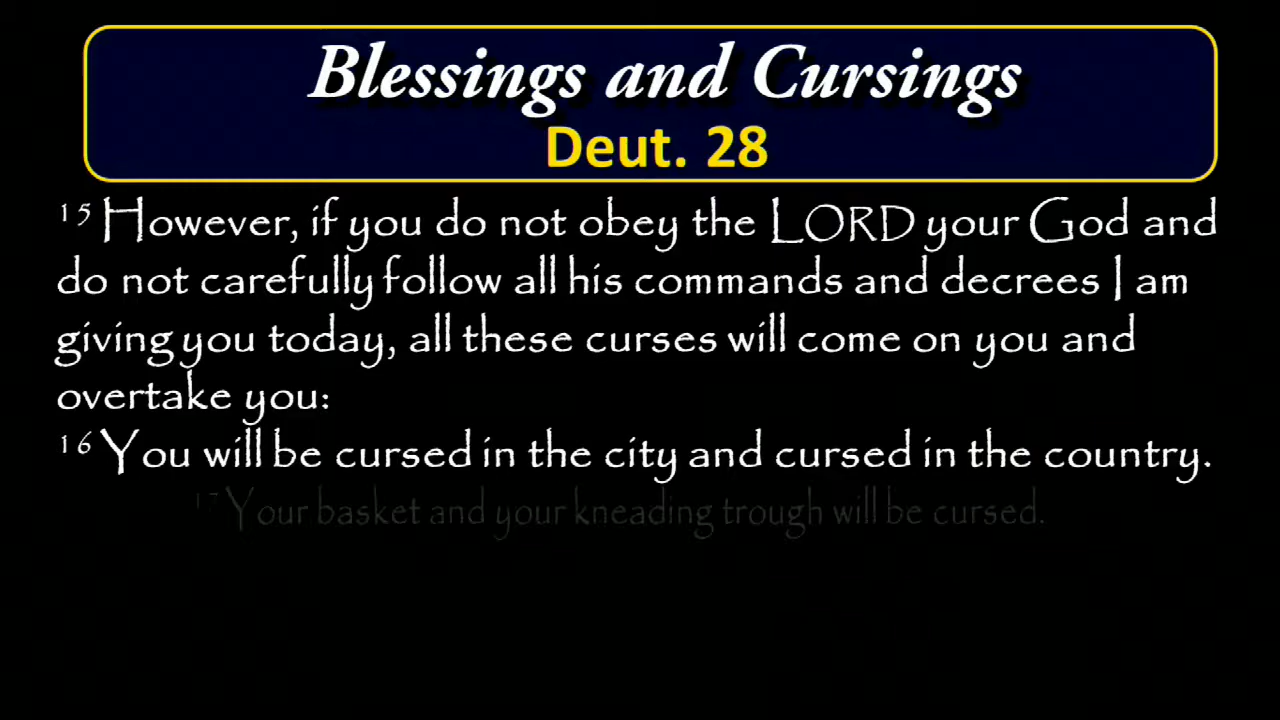 Blessings and Cursings
Deut. 28
15 However, if you do not obey the LORD your God and
do not carefully follow all his commands and decrees I am
giving you today, all these curses will come on you and
overtake you:
16 You will be cursed in the city and cursed in the country.
17 Your basket and your kneading trough will be cursed.